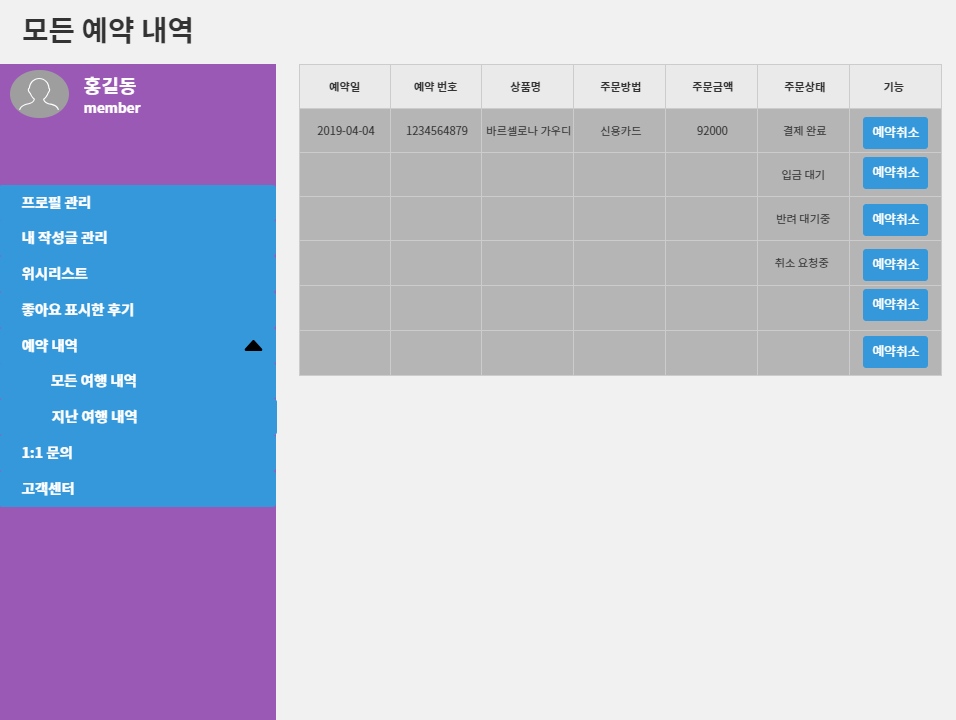 모든 예약 내역
홍길동
member
프로필 관리
내 작성글 관리
위시리스트
좋아요 표시한 후기
예약 내역
모든 여행 내역
지난 여행 내역
1:1 문의
고객센터
예약일 예약 번호 상품명 주문방법 주문금액 주문상태 기능
2019-04-04 1234564879 바르셀로나 가우디 신용카드 92000 결제 완료 예약취소
입금 대기 예약취소
반려 대기중 예약취소
취소 요청중 예약취소
예약취소
예약취소